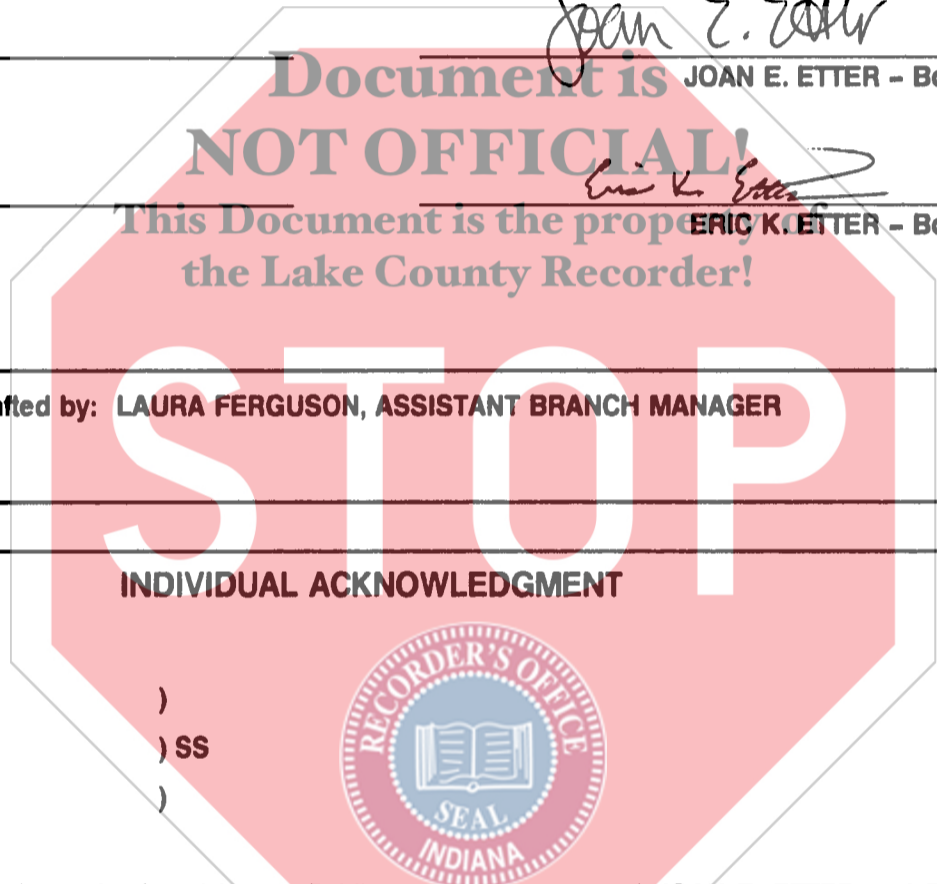 Joan E. Etter
Document is
JOAN E. ETTER – Bo
NOT OFFICIAL!
Eric K. Etter
This Document is the property of
ERIC K. ETTER – Bo
the Lake County Recorder!
STOP
fted by: LAURA FERGUSON, ASSISTANT BRANCH MANAGER
INDIVIDUAL ACKNOWLEDGMENT
)
) SS
)
RECORDER'S OFFICE
SEAL
INDIANA